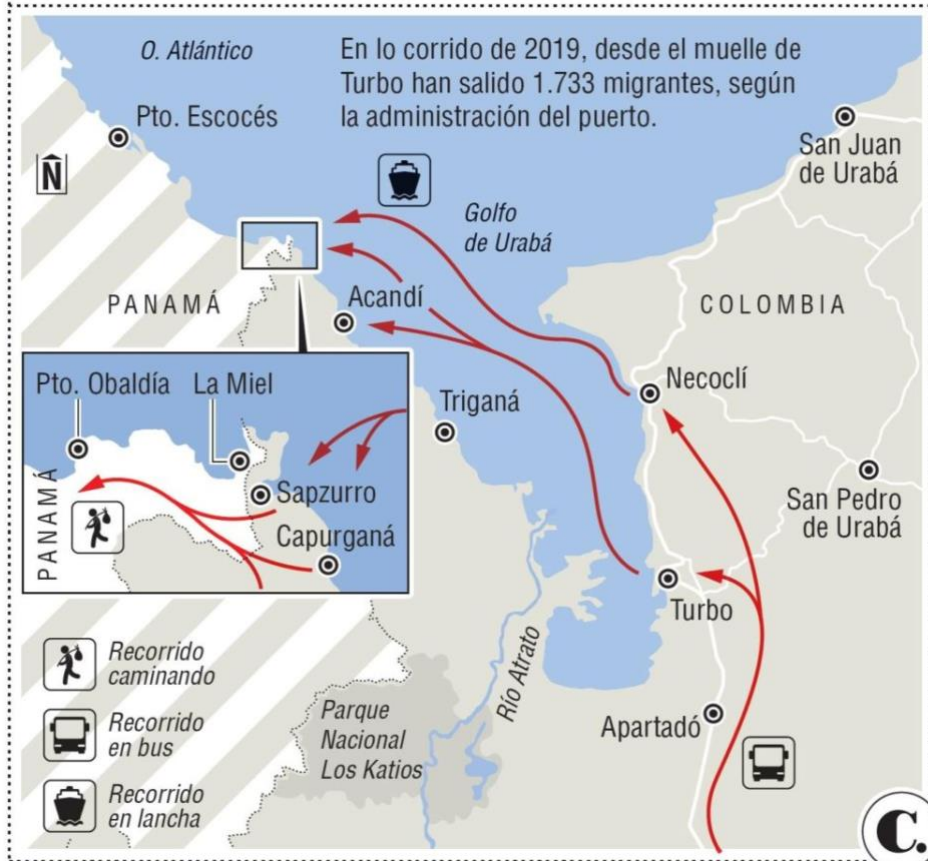 O. Atlántico
En lo corrido de 2019, desde el muelle de
Turbo han salido 1.733 migrantes, según
la administración del puerto.
Pto. Escocés
San Juan
de Urabá
N
Golfo
de Urabá
PANAMÁ
Acandí
COLOMBIA
Necoclí
Pto. Obaldía
La Miel
Triganá
PANAMÁ
Sapzurro
San Pedro
de Urabá
Capurganá
Turbo
Río Atrato
Recorrido
caminando
Parque
Nacional
Los Katios
Apartadó
Recorrido
en bus
Recorrido
en lancha
C.